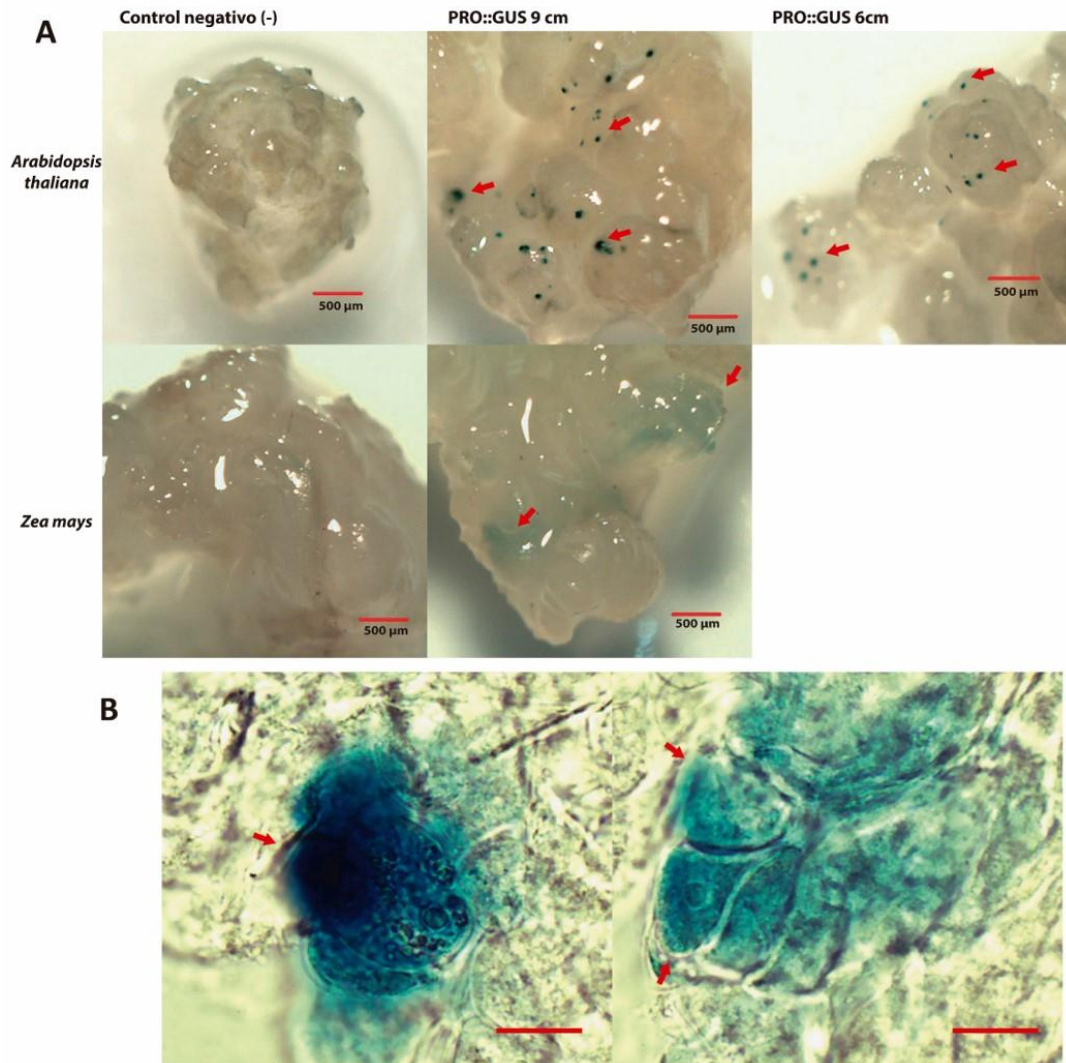 Control negativo (-)
PRO::GUS 9 cm
PRO::GUS 6cm
A
Arabidopsis
thaliana
500 µm
500 µm
500 µm
Zea mays
500 µm
500 µm
B